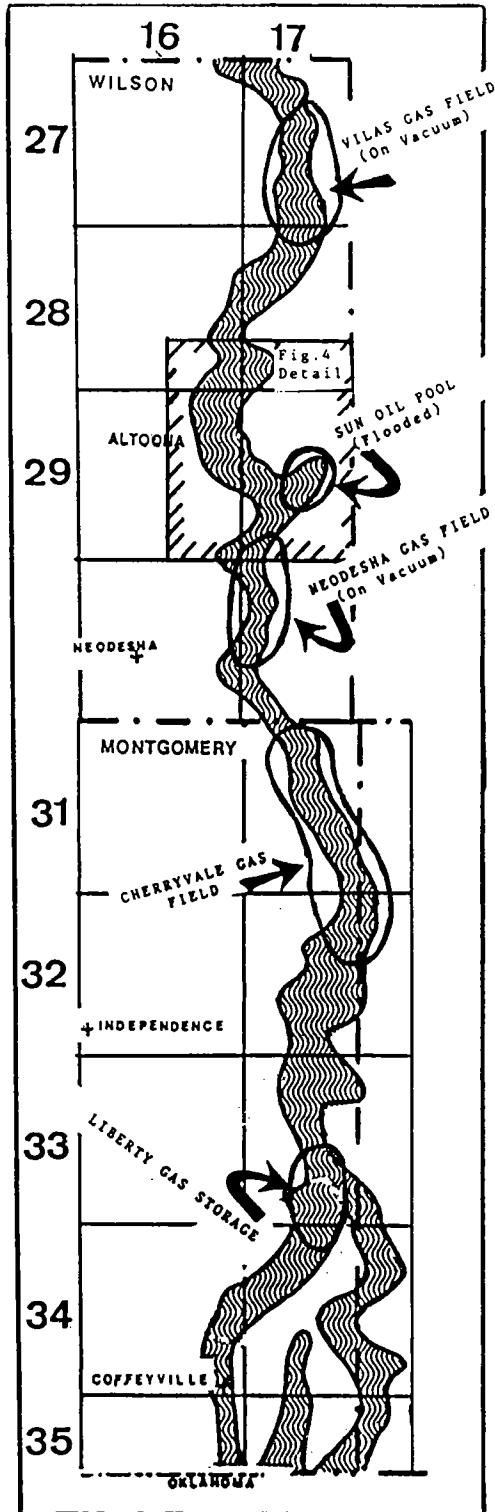 16 17
WILSON
27
VILAS GAS FIELD
(On Vacuum)
28
Fig.4
Detail
SUN OIL POOL
(Flooded)
ALTOONA
29
NEODESHA GAS FIELD
(On Vacuum)
NEODESHA
MONTGOMERY
31
CHERRYVALE GAS
FIELD
32
INDEPENDENCE
33
LIBERTY GAS STORAGE
34
COFFEYVILLE
35
OKLAHOMA